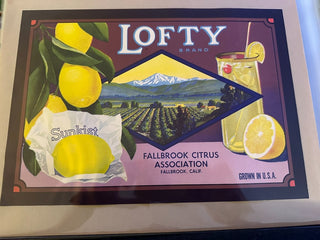 LOFTY
BRAND
Sunkist
FALLBROOK CITRUS
ASSOCIATION
FALLBROOK, CALIF.
GROWN IN U.S.A.